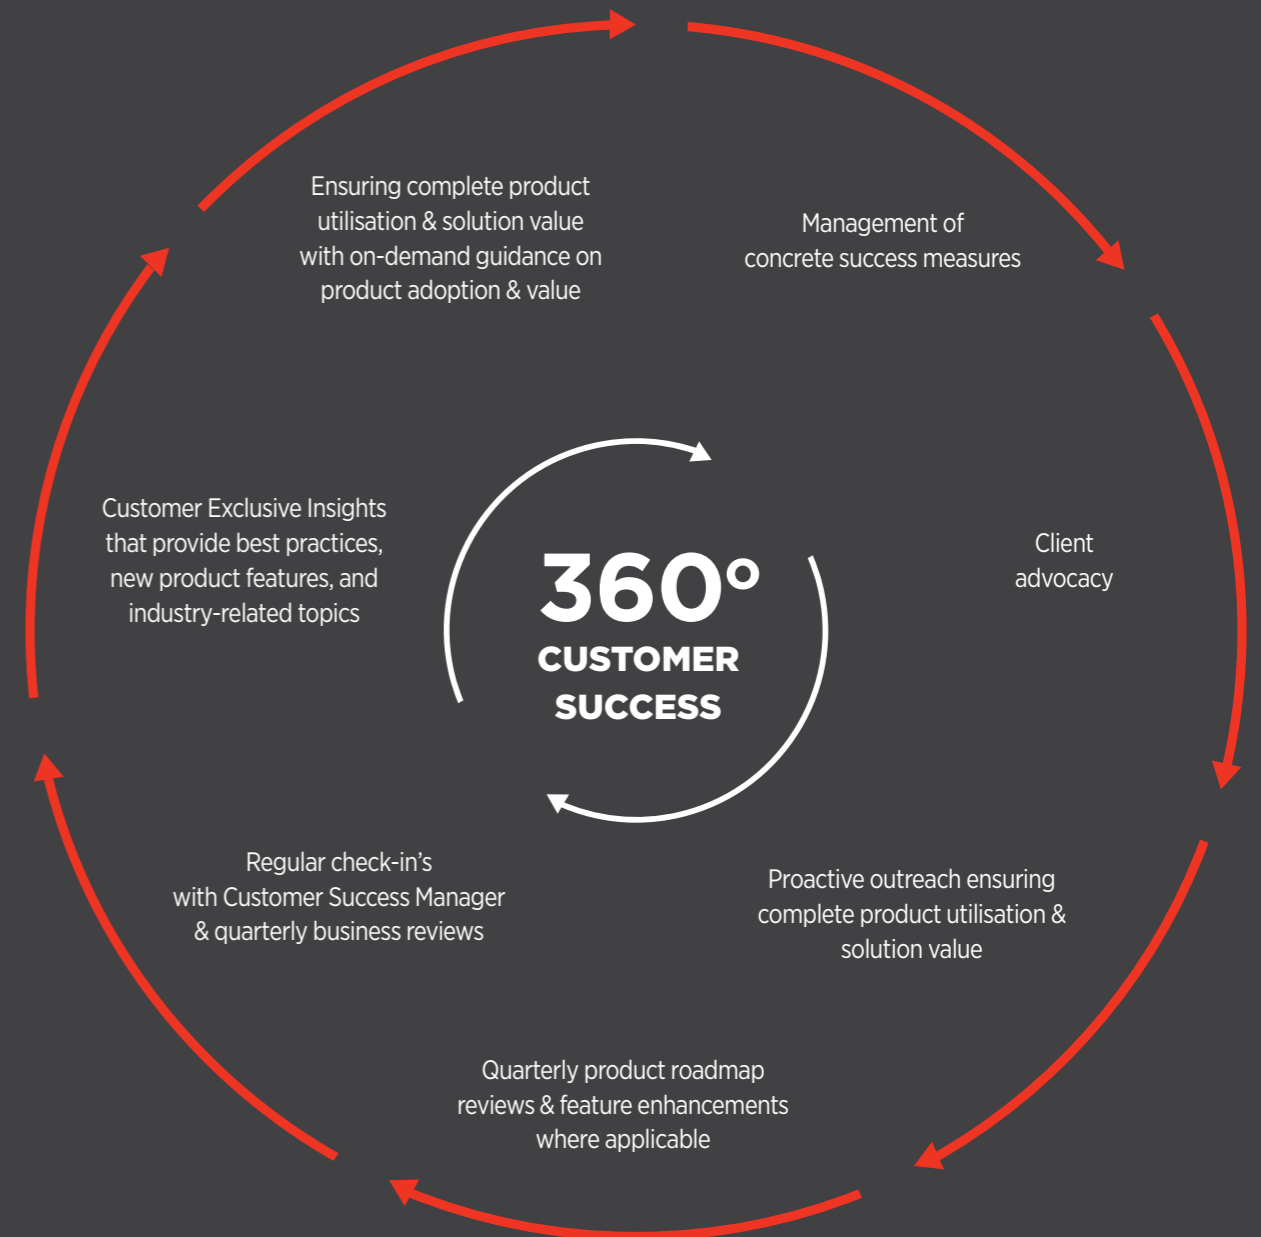 Ensuring complete product
utilisation & solution value
with on-demand guidance on
product adoption & value
Management of
concrete success measures
Customer Exclusive Insights
that provide best practices,
new product features, and
industry-related topics
360°
CUSTOMER
SUCCESS
Client
advocacy
Regular check-in’s
with Customer Success Manager
& quarterly business reviews
Proactive outreach ensuring
complete product utilisation &
solution value
Quarterly product roadmap
reviews & feature enhancements
where applicable